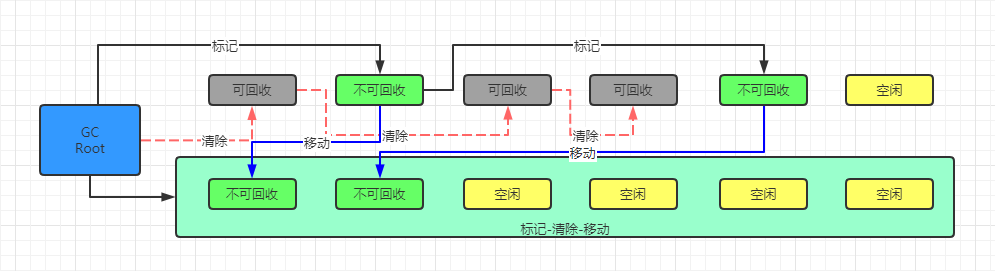 标记
标记
可回收
不可回收
可回收
可回收
不可回收
空闲
GC
Root
清除
移动
清除
清除
移动
不可回收
不可回收
空闲
空闲
空闲
空闲
标记-清除-移动